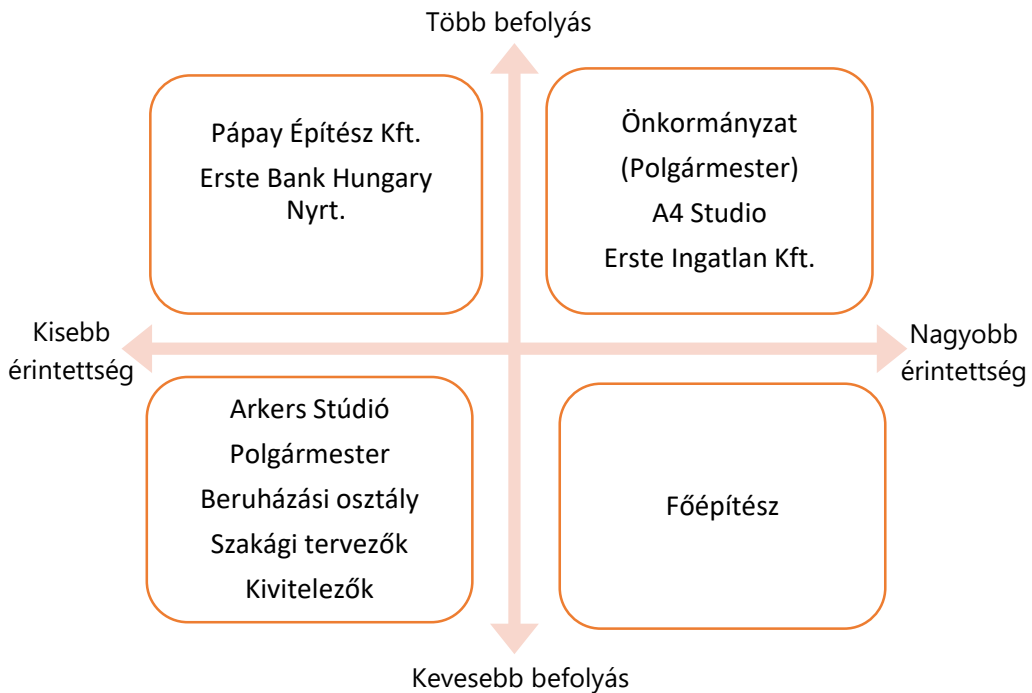 Több befolyás
Pápay Építész Kft.
Erste Bank Hungary
Nyrt.
Önkormányzat
(Polgármester)
A4 Studio
Erste Ingatlan Kft.
Kisebb
érintettség
Nagyobb
érintettség
Arkers Stúdió
Polgármester
Beruházási osztály
Szakági tervezők
Kivitelezők
Főépítész
Kevesebb befolyás